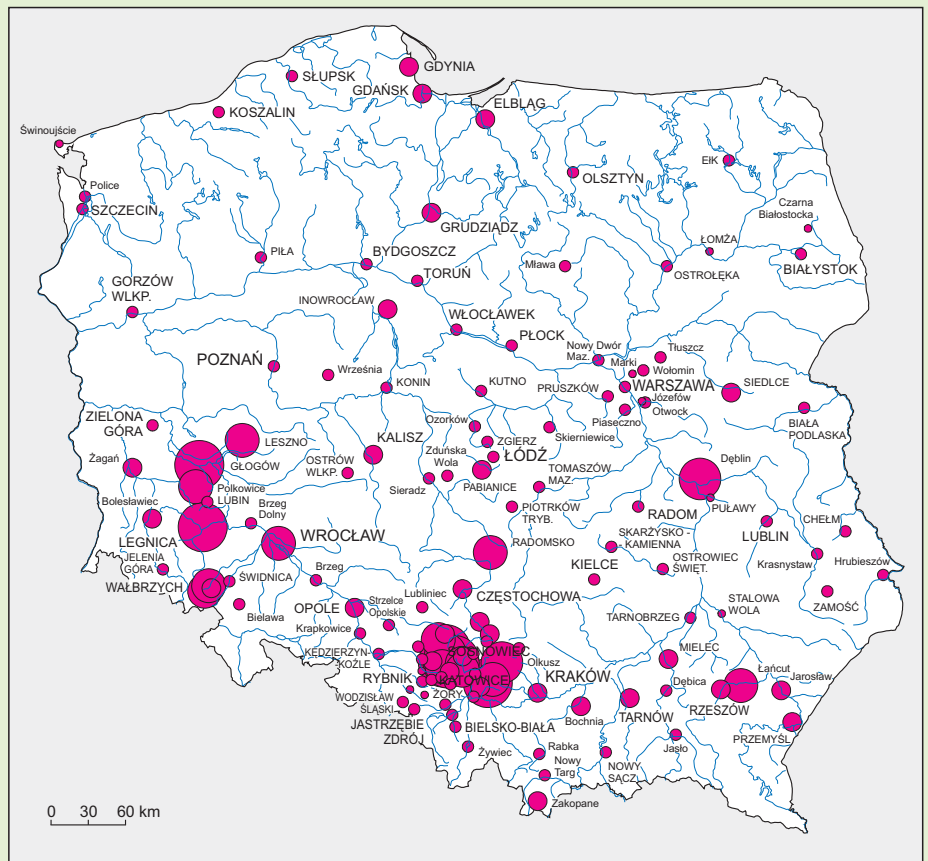 GDYNIA
SŁUPSK
GDAŃSK
ELBLĄG
KOSZALIN
Świnoujście
EŁK
OLSZTYN
Police
SZCZECIŃ
Czarna
Białostocka
GRUDZIĄDZ
ŁOMŻA
PIŁA
BYDGOSZCZ
BIAŁYSTOK
Mława
OSTROŁĘKA
TORUŃ
GORZÓW
WLKP.
INOWROCŁAW
WŁOCŁAWEK
PŁOCK
Nowy Dwór
Maz.
Tłuszcz
Marki
Wołomin
POZNAŃ
Września
KONIN
KUTNO
PRUSZKÓW
WARSZAWA
SIEDLCE
Józefów
Otwock
Piaseczno
BIAŁA
PODLASKA
ZIELONA
GÓRA
LESZNO
Ozorków
Skierniewice
KALISZ
ZGIERZ
ŁÓDŹ
Zduńska
Wola
Żagań
GŁOGÓW
OSTRÓW
WLKP.
Sieradz
PABIANICE
TOMASZÓW
MAZ.
Dęblin
Polkowice
LUBIN
Bolesławiec
Brzeg
Dolny
PIOTRKÓW
TRYB.
RADOM
PUŁAWY
LEGNICA
WROCŁAW
RADOMSKO
SKARŻYSKO -
- KAMIENNA
LUBLIN
CHEŁM
JELENIA
GÓRA
Krasnystaw
OSTROWIEC
ŚWIĘT.
Hrubieszów
WAŁBRZYCH
ŚWIDNICA
Brzeg
KIELCE
Lubliniec
CZĘSTOCHOWA
ZAMOŚĆ
Bielawa
OPOLE
Strzelce
Opolskie
STALOWA
WOLA
TARNOBRZEG
Krapkowice
KĘDZIERZYN-
KOŹLE
SOSNOWIEC
Olkusz
MIELEC
Łańcut
Jarosław
RYBNIK
KATOWICE
KRAKÓW
Dębica
RZESZÓW
WODZISŁAW
ŚLĄSKI
ŻORY
Bochnia
TARNÓW
JASTRZĘBIE
ZDRÓJ
BIELSKO-BIAŁA
PRZEMYŚL
Jasło
Żywiec
Rabka
Nowy
Targ
NOWY
SĄCZ
Zakopane
0 30 60 km